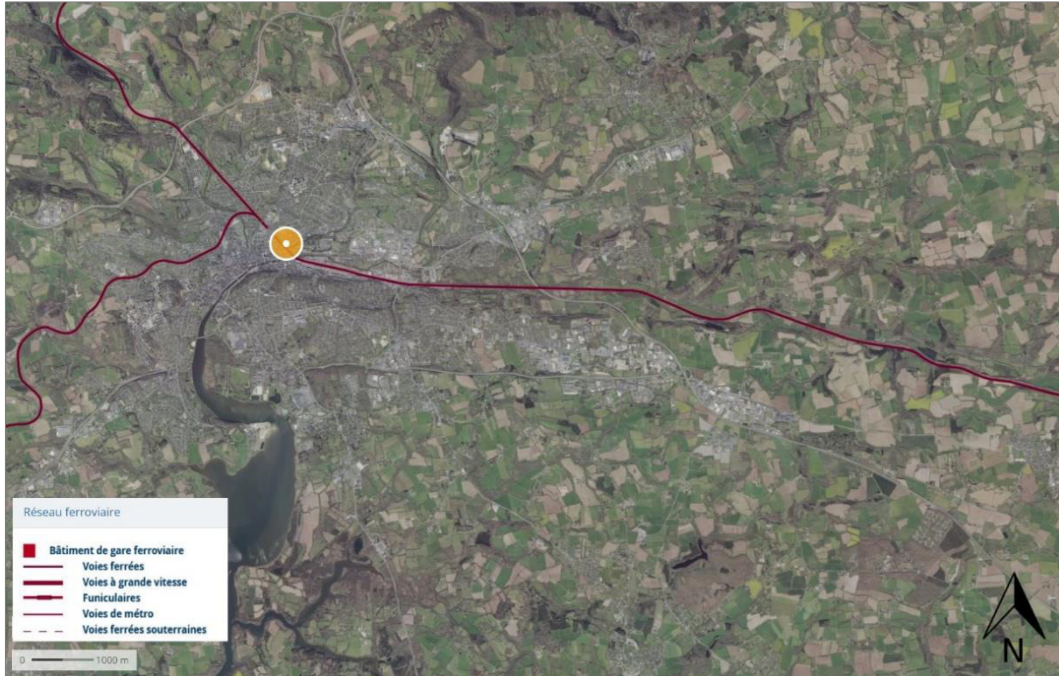 Réseau ferroviaire
Bâtiment de gare ferroviaire
Voies ferrées
Voies à grande vitesse
Funiculaires
Voies de métro
Voies ferrées souterraines
0 1000 m
N